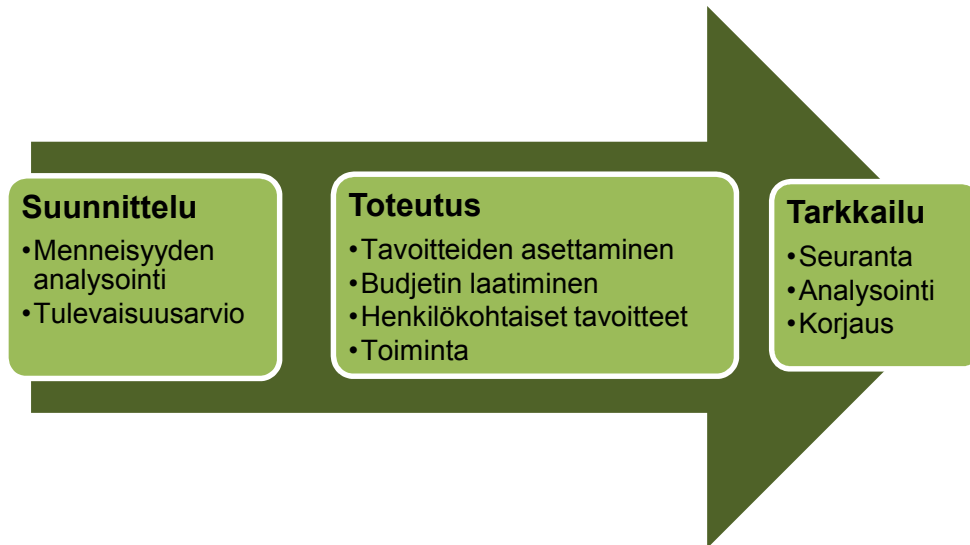 Suunnittelu
•Menneisyyden
analysointi
•Tulevaisuusarvio
Toteutus
•Tavoitteiden asettaminen
•Budjetin laatiminen
•Henkilökohtaiset tavoitteet
•Toiminta
Tarkkailu
•Seuranta
•Analysointi
•Korjaus